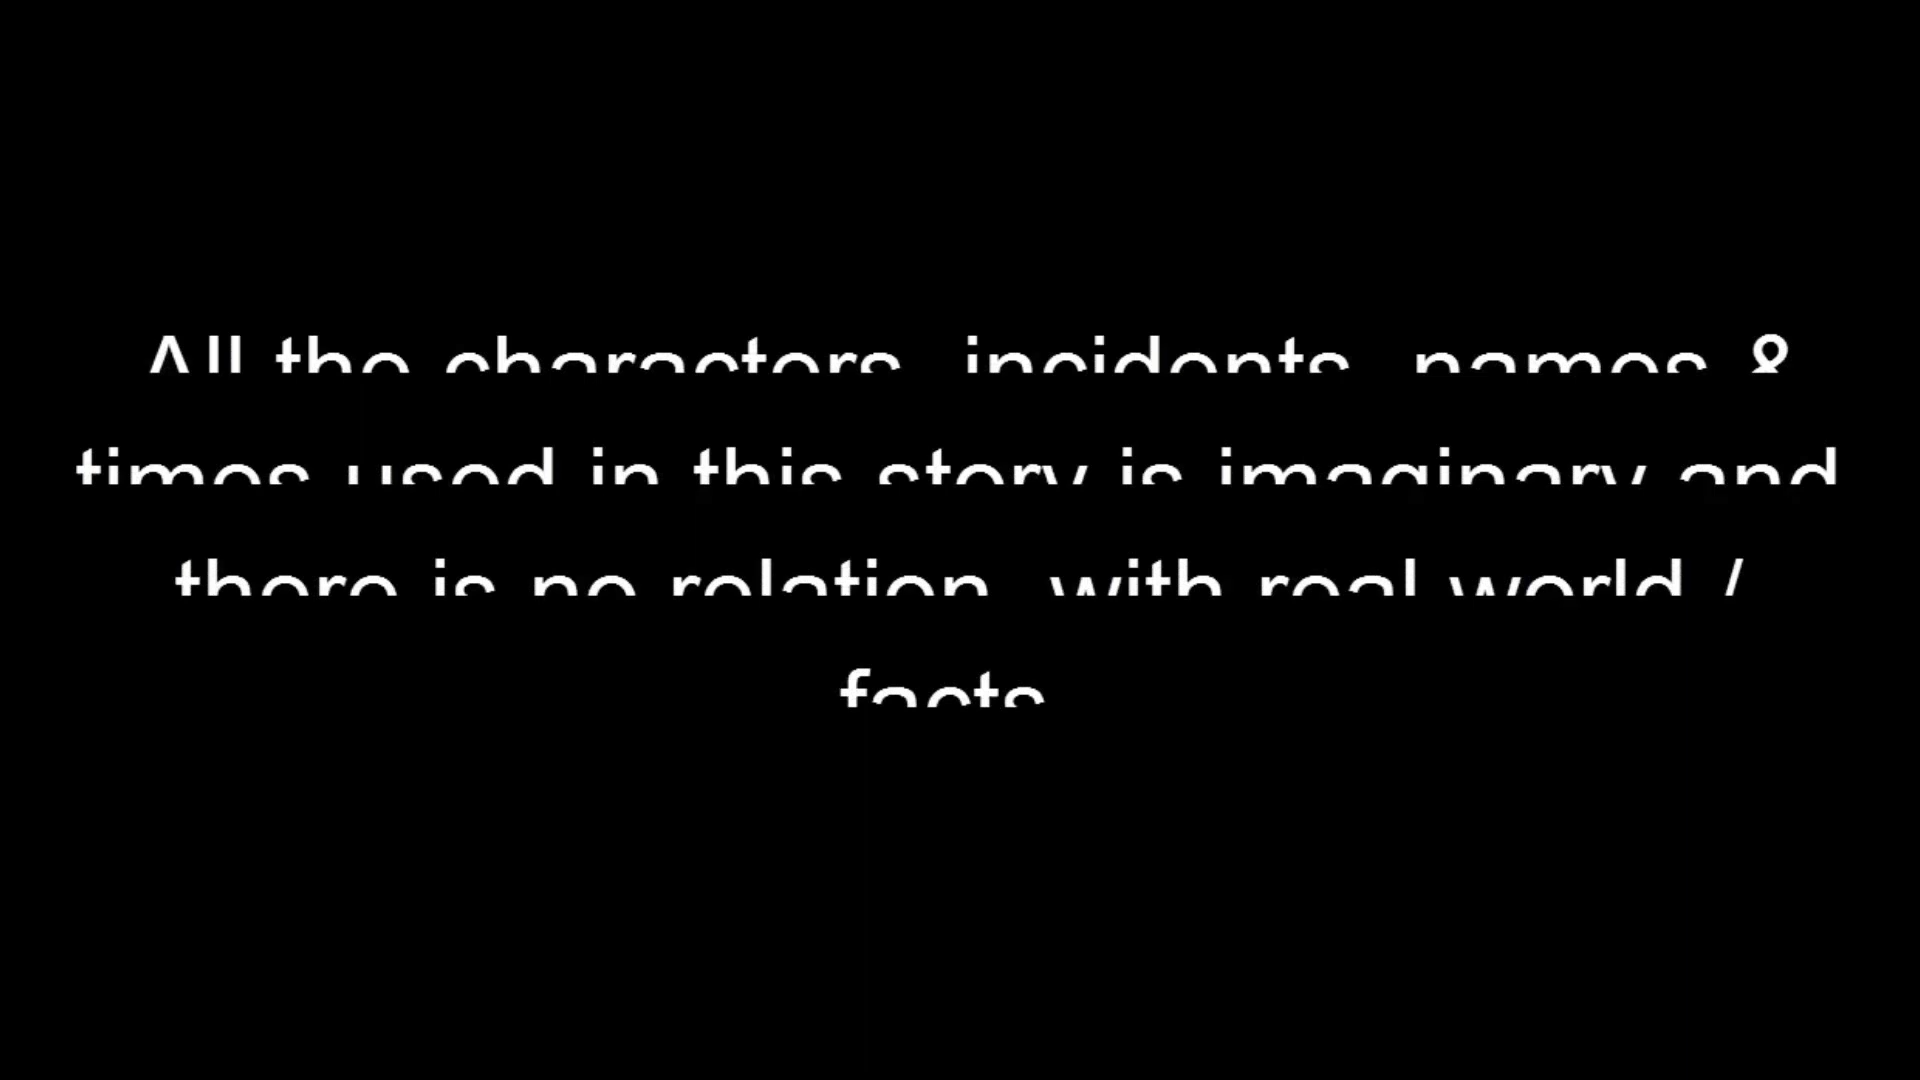 All the characters, incidents, names &
times used in this story is imaginary and
there is no relation with real world /
facts